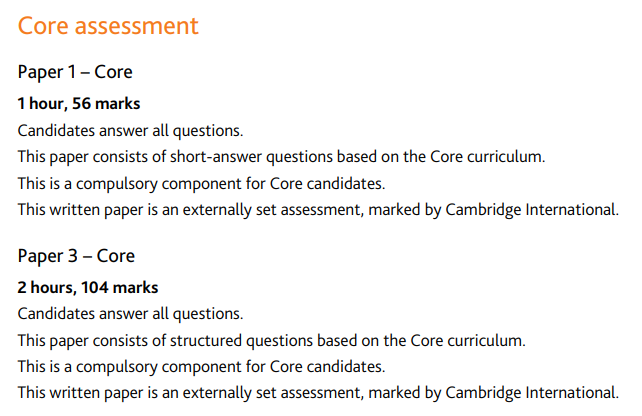 Core assessment
Paper 1 – Core
1 hour, 56 marks
Candidates answer all questions.
This paper consists of short-answer questions based on the Core curriculum.
This is a compulsory component for Core candidates.
This written paper is an externally set assessment, marked by Cambridge International.
Paper 3 – Core
2 hours, 104 marks
Candidates answer all questions.
This paper consists of structured questions based on the Core curriculum.
This is a compulsory component for Core candidates.
This written paper is an externally set assessment, marked by Cambridge International.